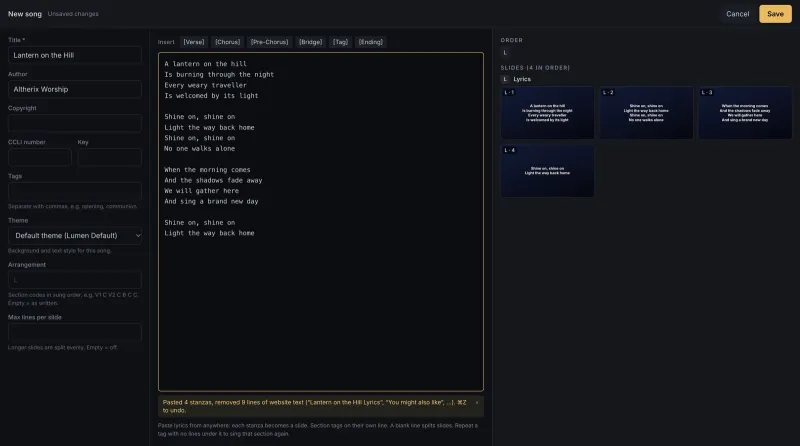 New song
Unsaved changes
Cancel
Save
Title *
Lantern on the Hill
Author
Altherix Worship
Copyright
CCLI number
Key
Tags
Separate with commas, e.g. opening, communion.
Theme
Default theme (Lumen Default)
Background and text style for this song.
Arrangement
L
Section codes in sung order, e.g. V1 C V2 C B C C.
Empty = as written.
Max lines per slide
Longer slides are split evenly. Empty = off.
Insert
[Verse]
[Chorus]
[Pre-Chorus]
[Bridge]
[Tag]
[Ending]
A lantern on the hill
Is burning through the night
Every weary traveller
Is welcomed by its light
Shine on, shine on
Light the way back home
Shine on, shine on
No one walks alone
When the morning comes
And the shadows fade away
We will gather here
And sing a brand new day
Shine on, shine on
Light the way back home
Pasted 4 stanzas, removed 9 lines of website text ("Lantern on the Hill Lyrics", "You might also like", …). ⌘Z
to undo.
×
Paste lyrics from anywhere: each stanza becomes a slide. Section tags on their own line. A blank line splits slides. Repeat a
tag with no lines under it to sing that section again.
ORDER
L
SLIDES (4 IN ORDER)
L Lyrics
L · 1
A lantern on the hill
Is burning through the night
Every weary traveller
Is welcomed by its light
L · 2
Shine on, shine on
Light the way back home
Shine on, shine on
No one walks alone
L · 3
When the morning comes
And the shadows fade away
We will gather here
And sing a brand new day
L · 4
Shine on, shine on
Light the way back home